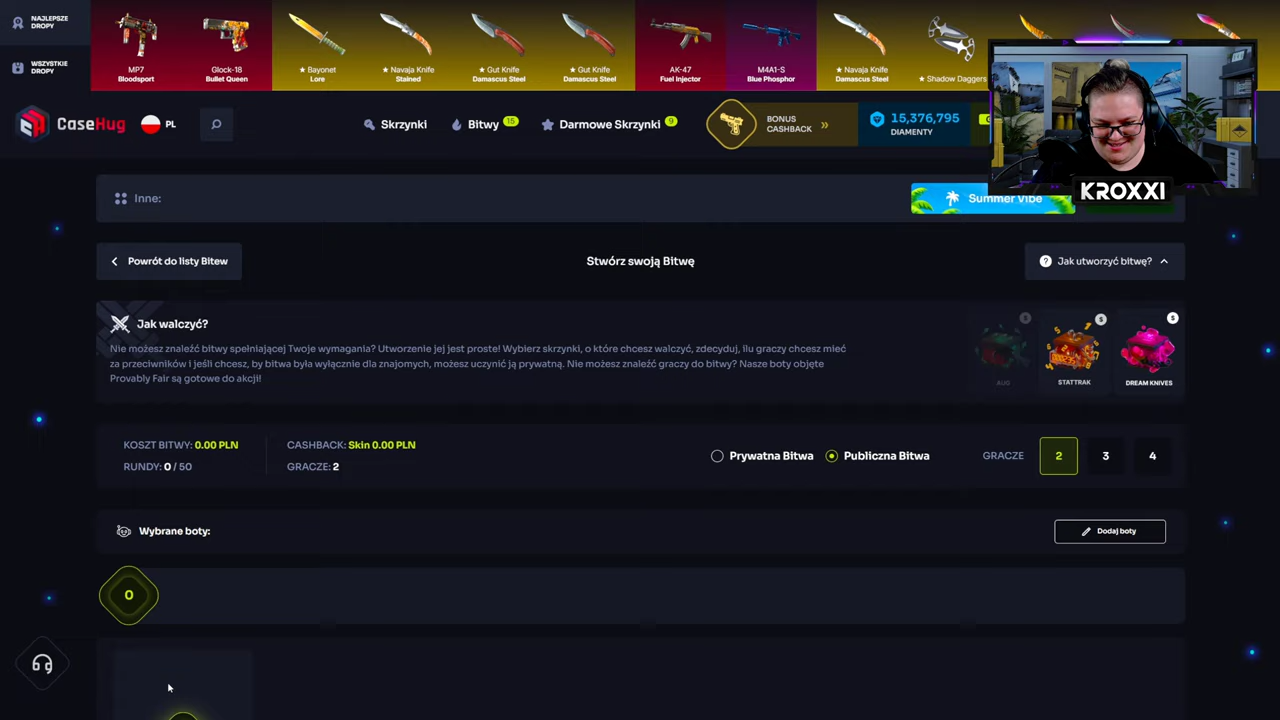 NAJLEPSZE
DROPY
WSZYSTKIE
DROPY
MP7
Bloodsport
Glock-18
Bullet Queen
★ Bayonet
Lore
★ Navaja Knife
Stained
★ Gut Knife
Damascus Steel
★ Gut Knife
Damascus Steel
AK-47
Fuel Injector
M4A1-S
Blue Phosphor
★ Navaja Knife
Damascus Steel
★ Shadow Daggers
CaseHug
PL
Skrzynki
Bitwy 15
Darmowe Skrzynki 9
BONUS
CASHBACK
15,376,795
DIAMENTY
KROXXI
Inne:
Summer Vibe
Powrót do listy Bitew
Stwórz swoją Bitwę
Jak utworzyć bitwę?
Jak walczyć?
Nie możesz znaleźć bitwy spełniającej Twoje wymagania? Utworzenie jej jest proste! Wybierz skrzynki, o które chcesz walczyć, zdecyduj, ilu graczy chcesz mieć
za przeciwników i jeśli chcesz, by bitwa była wyłącznie dla znajomych, możesz uczynić ją prywatną. Nie możesz znaleźć graczy do bitwy? Nasze boty objęte
Provably Fair są gotowe do akcji!
AUG
STATTRAK
DREAM KNIVES
KOSZT BITWY: 0.00 PLN
RUNDY: 0 / 50
CASHBACK: Skin 0.00 PLN
GRACZE: 2
Prywatna Bitwa
Publiczna Bitwa
GRACZE
2
3
4
Wybrane boty:
Dodaj boty
0